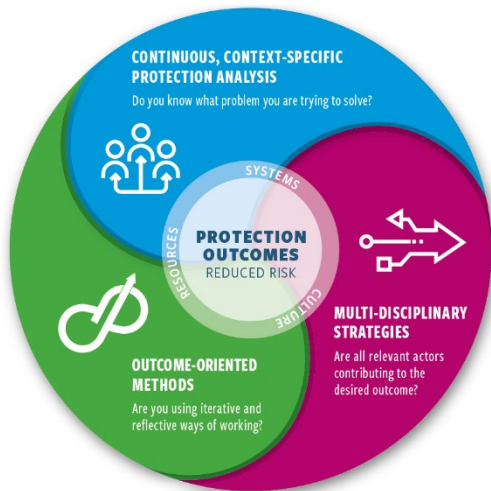 CONTINUOUS, CONTEXT-SPECIFIC
PROTECTION ANALYSIS
Do you know what problem you are trying to solve?
SYSTEMS
RESOURCES
CULTURE
PROTECTION
OUTCOMES
REDUCED RISK
MULTI-DISCIPLINARY
STRATEGIES
Are all relevant actors
contributing to the
desired outcome?
OUTCOME-ORIENTED
METHODS
Are you using iterative and
reflective ways of working?